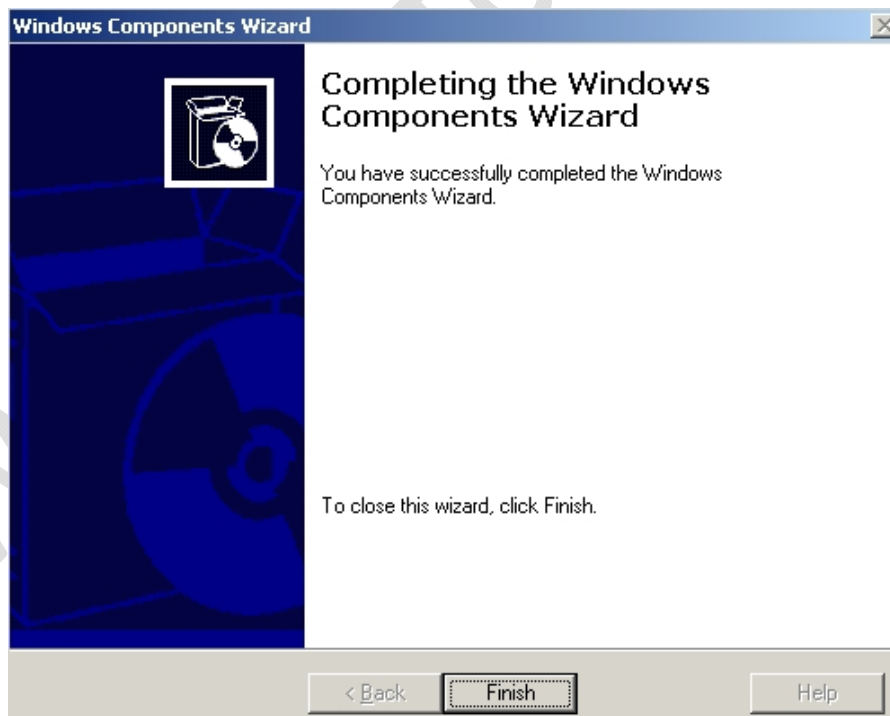 Windows Components Wizard
Completing the Windows
Components Wizard
You have successfully completed the Windows
Components Wizard.
To close this wizard, click Finish.
< Back
Finish
Help